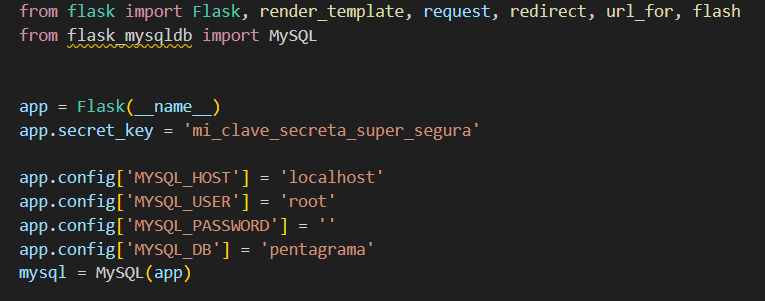 from flask import Flask, render_template, request, redirect, url_for, flash
from flask_mysqldb import MySQL
app = Flask(__name__)
app.secret_key = 'mi_clave_secreta_super_segura'
app.config['MYSQL_HOST'] = 'localhost'
app.config['MYSQL_USER'] = 'root'
app.config['MYSQL_PASSWORD'] = ''
app.config['MYSQL_DB'] = 'pentagrama'
mysql = MySQL(app)